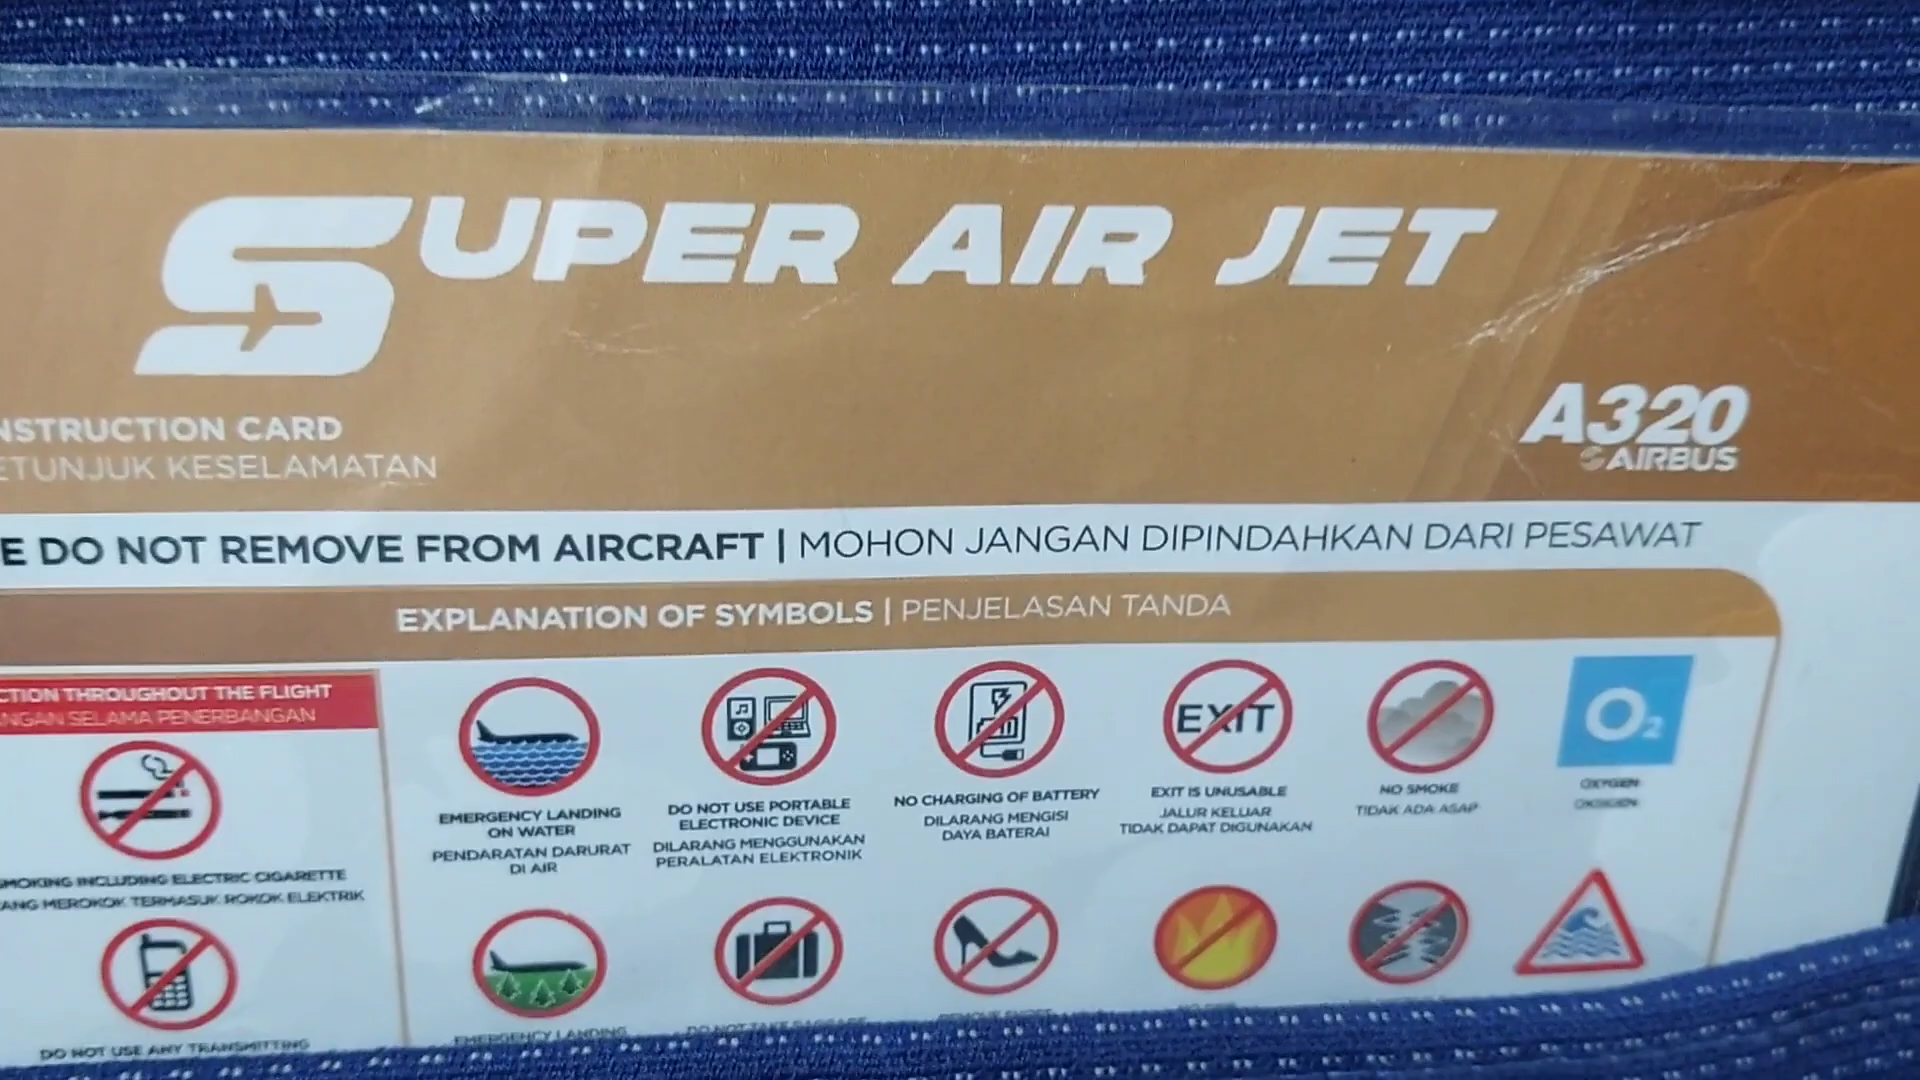 SUPER AIR JET
INSTRUCTION CARD
PETUNJUK KESELAMATAN
A320
AIRBUS
E DO NOT REMOVE FROM AIRCRAFT | MOHON JANGAN DIPINDAHKAN DARI PESAWAT
EXPLANATION OF SYMBOLS | PENJELASAN TANDA
CTION THROUGHOUT THE FLIGHT
NGAN SELAMA PENERBANGAN
SMOKING INCLUDING ELECTRIC CIGARETTE
ANG MEROKOK TERMASUK ROKOK ELEKTRIK
DO NOT USE ANY TRANSMITTING
EMERGENCY LANDING
ON WATER
PENDARATAN DARURAT
DI AIR
DO NOT USE PORTABLE
ELECTRONIC DEVICE
DILARANG MENGGUNAKAN
PERALATAN ELEKTRONIK
NO CHARGING OF BATTERY
DILARANG MENGISI
DAYA BATERAI
EXIT
EXIT IS UNUSABLE
JALUR KELUAR
TIDAK DAPAT DIGUNAKAN
NO SMOKE
TIDAK ADA ASAP
O2
OXYGEN
OKSIGEN
EMERGENCY LANDING
DO NOT TAKE BAGGAGE